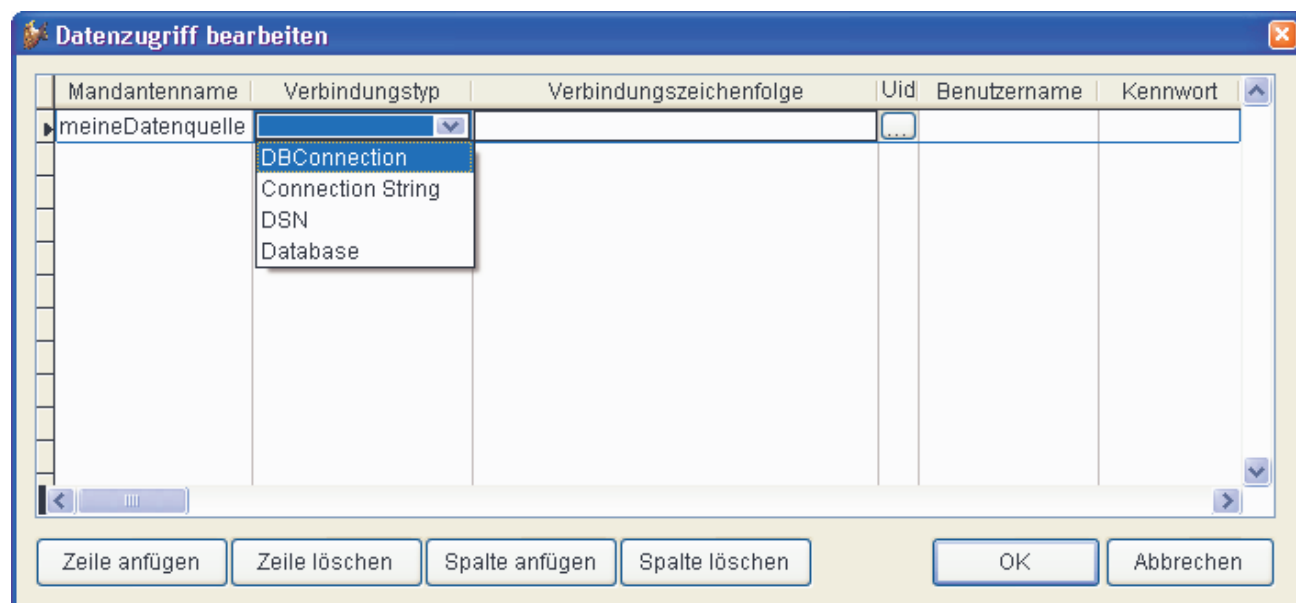 Datenzugriff bearbeiten
Mandantenname Verbindungstyp Verbindungszeichenfolge Uid Benutzername Kennwort
meineDatenquelle ...
DBConnection
Connection String
DSN
Database
Zeile anfügen Zeile löschen Spalte anfügen Spalte löschen OK Abbrechen